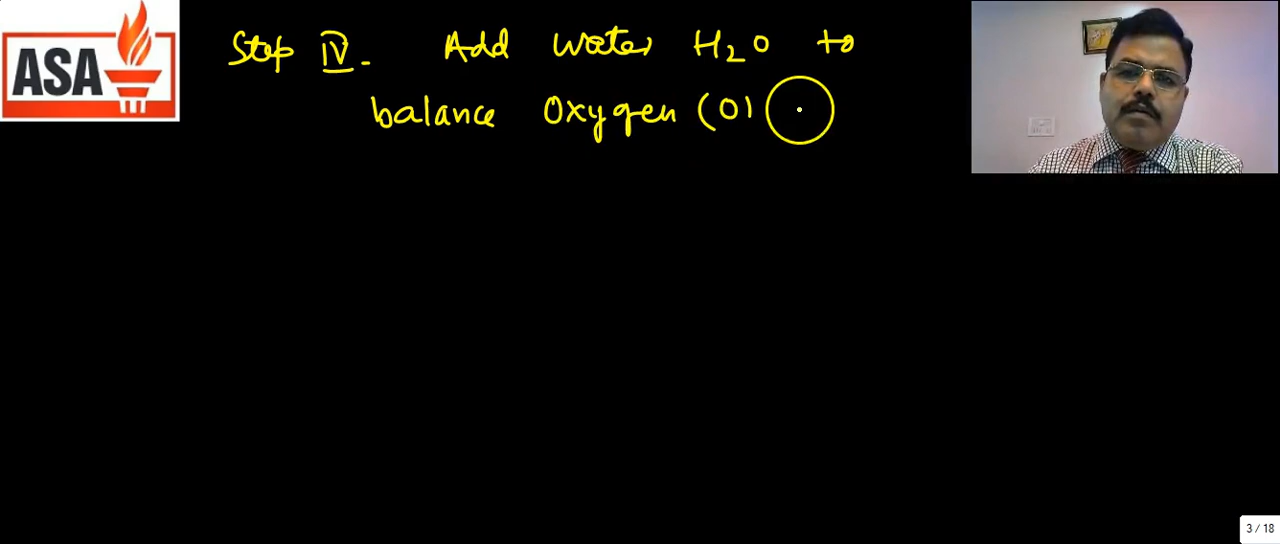 ASA
Step IV. Add water H2O to
balance Oxygen (O)
3 / 18